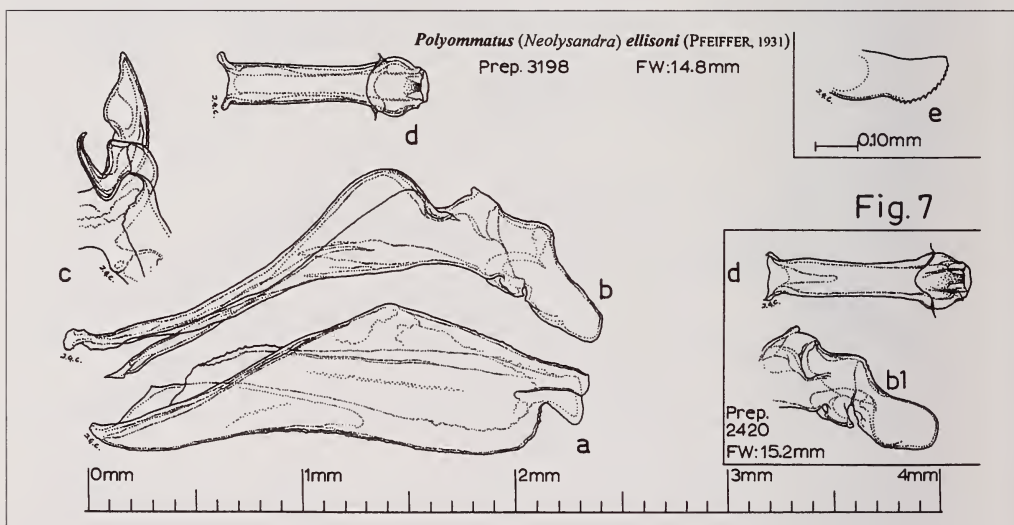 Polyommatus (Neolysandra) ellisoni (PFEIFFER, 1931)
Prep. 3198 FW:14.8mm
d
e
0.10mm
c
Fig. 7
d
b
b1
Prep.
2420
FW:15.2mm
a
0mm 1mm 2mm 3mm 4mm